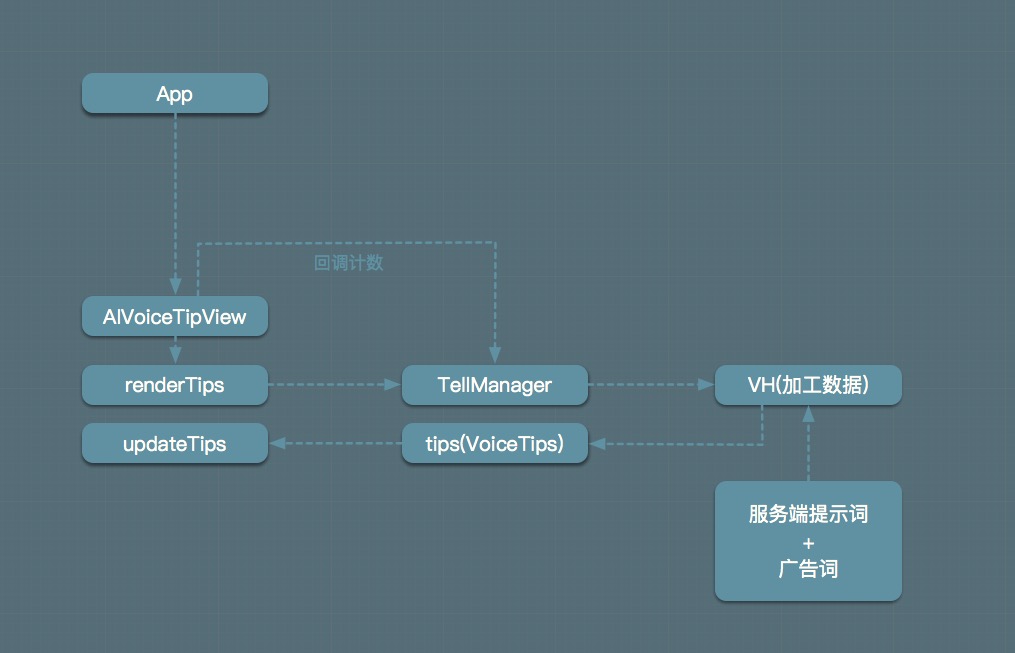 App
回调计数
AIVoiceTipView
renderTips
TellManager
VH(加工数据)
updateTips
tips(VoiceTips)
服务端提示词
+
广告词